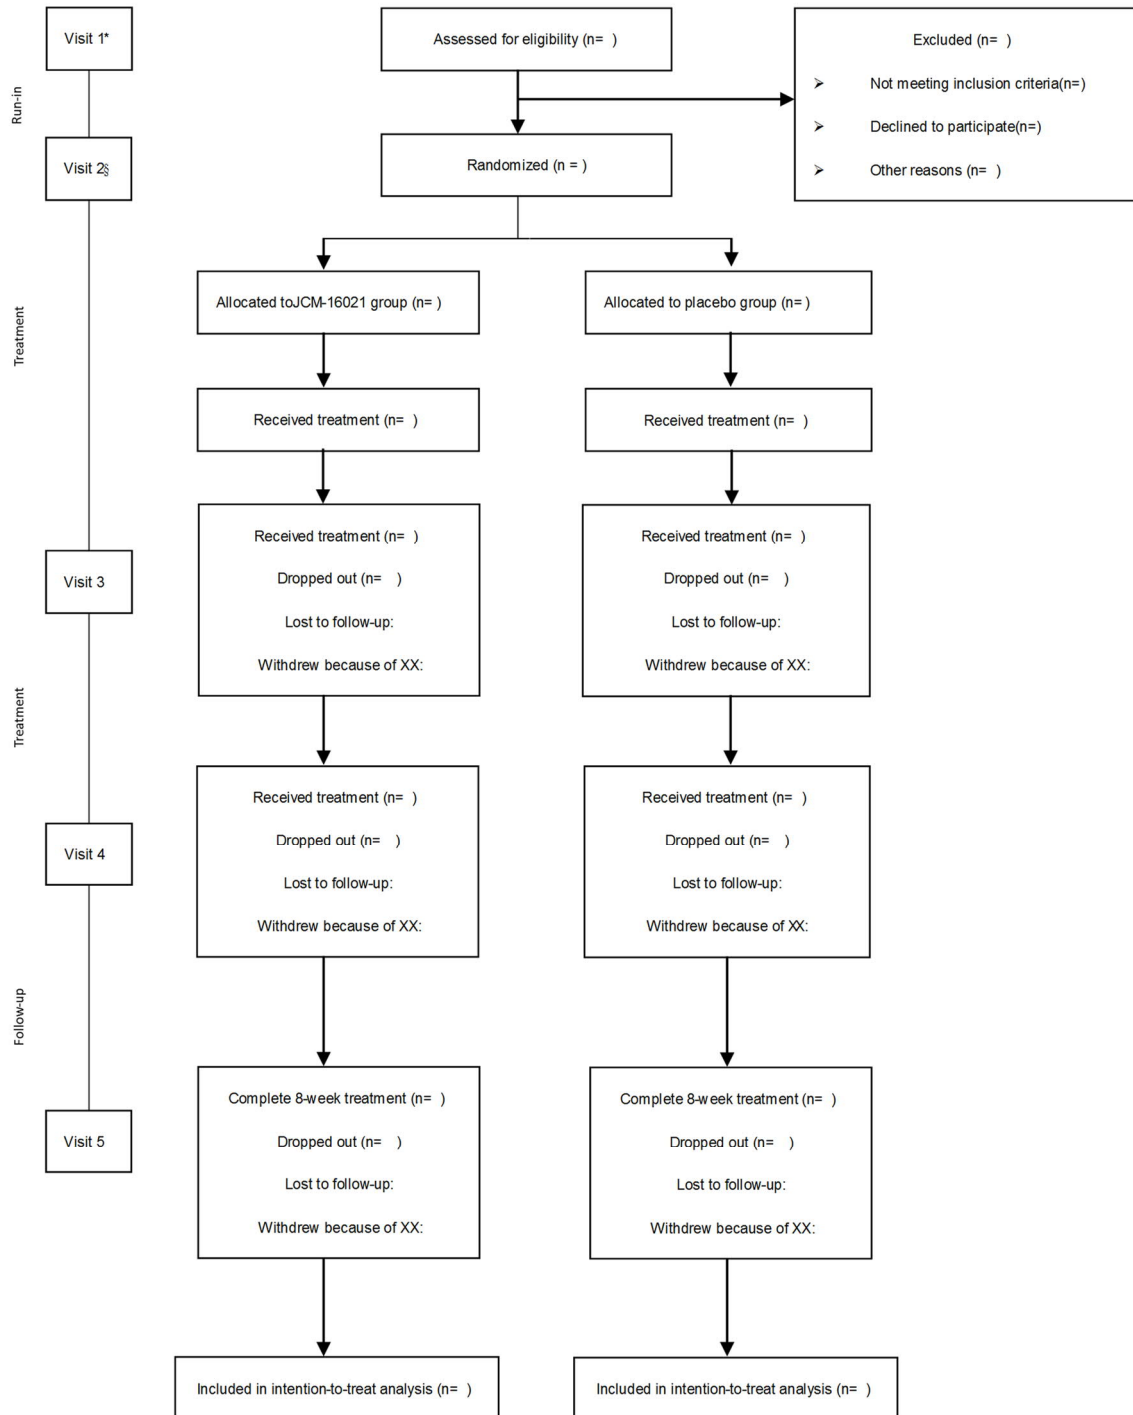 Visit 1*
Assessed for eligibility (n=  )
Excluded (n=  )
➢ Not meeting inclusion criteria(n=)
➢ Declined to participate(n=)
➢ Other reasons (n=  )
Run-in
Visit 2§
Randomized (n = )
Treatment
Allocated toJCM-16021 group (n= )
Allocated to placebo group (n= )
Received treatment (n=  )
Received treatment (n=  )
Visit 3
Received treatment (n=  )
Dropped out (n=   )
Lost to follow-up:
Withdrew because of XX:
Received treatment (n=  )
Dropped out (n=   )
Lost to follow-up:
Withdrew because of XX:
Treatment
Visit 4
Received treatment (n=  )
Dropped out (n=   )
Lost to follow-up:
Withdrew because of XX:
Received treatment (n=  )
Dropped out (n=   )
Lost to follow-up:
Withdrew because of XX:
Follow-up
Visit 5
Complete 8-week treatment (n=  )
Dropped out (n=   )
Lost to follow-up:
Withdrew because of XX:
Complete 8-week treatment (n=  )
Dropped out (n=   )
Lost to follow-up:
Withdrew because of XX:
Included in intention-to-treat analysis (n=  )
Included in intention-to-treat analysis (n=  )